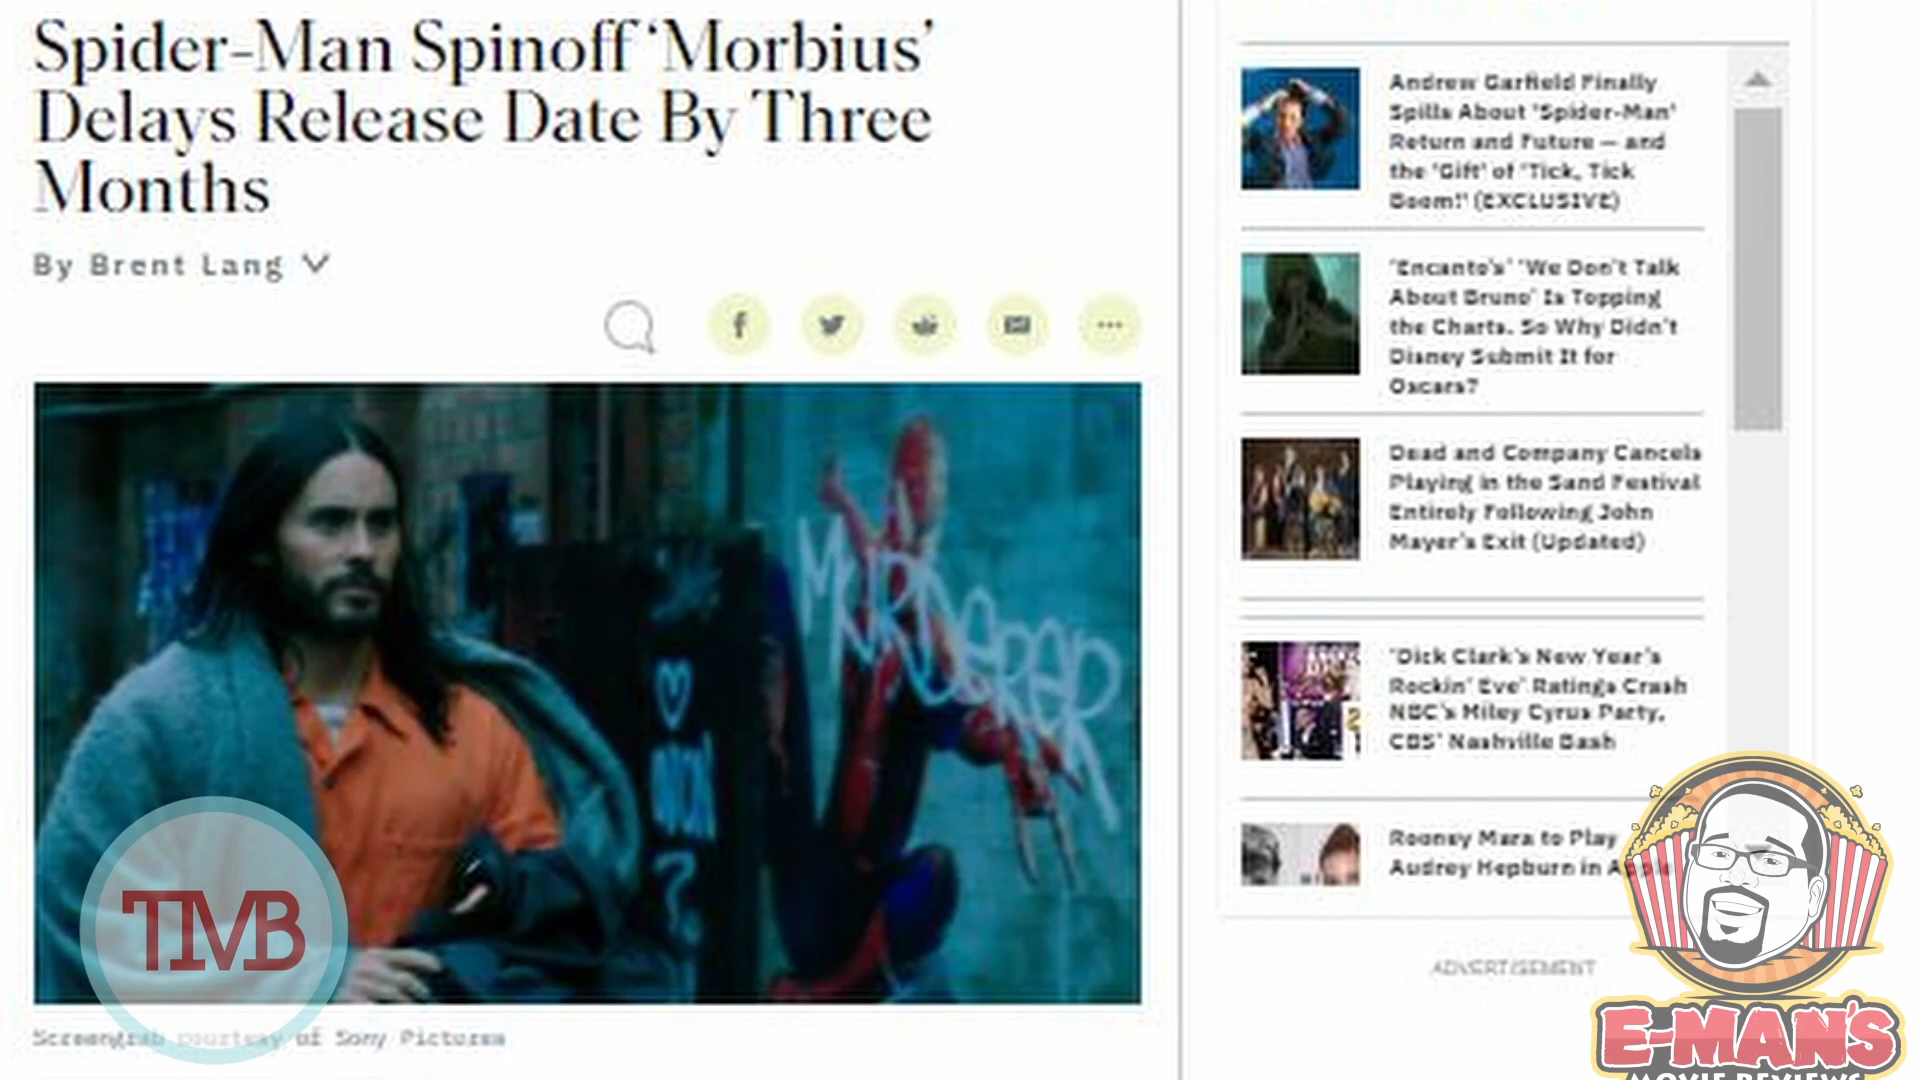 Spider-Man Spinoff ‘Morbius’
Delays Release Date By Three
Months
By Brent Lang
MURDERER
TMB
Screengrab courtesy of Sony Pictures
Andrew Garfield Finally
Spills About 'Spider-Man'
Return and Future — and
the 'Gift' of 'Tick, Tick
Boom!' (EXCLUSIVE)
'Encanto's' 'We Don't Talk
About Bruno' Is Topping
the Charts. So Why Didn't
Disney Submit It for
Oscars?
Dead and Company Cancels
Playing in the Sand Festival
Entirely Following John
Mayer's Exit (Updated)
'Dick Clark's New Year's
Rockin' Eve' Ratings Crash
NBC's Miley Cyrus Party,
CBS' Nashville Bash
Rooney Mara to Play
Audrey Hepburn in Apple
ADVERTISEMENT
E-MAN'S
MOVIE REVIEWS